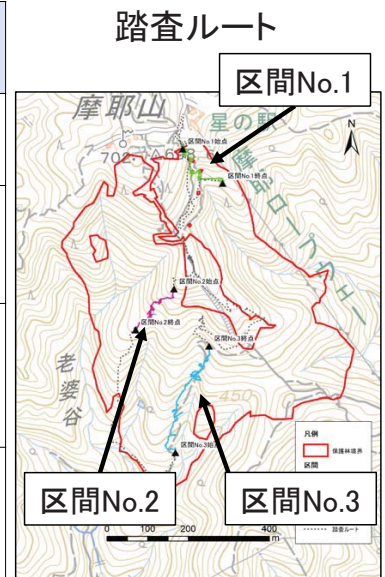 踏査ルート
区間No.1
摩耶山
星の駅
区間No.1始点
区間No.1終点
N
摩耶ロープウェー
区間No.2始点
区間No.2終点
区間No.3終点
老婆谷
450
凡例
保護林境界
区間
区間No.3始点
踏査ルート
区間No.2
区間No.3
0 100 200 400
m